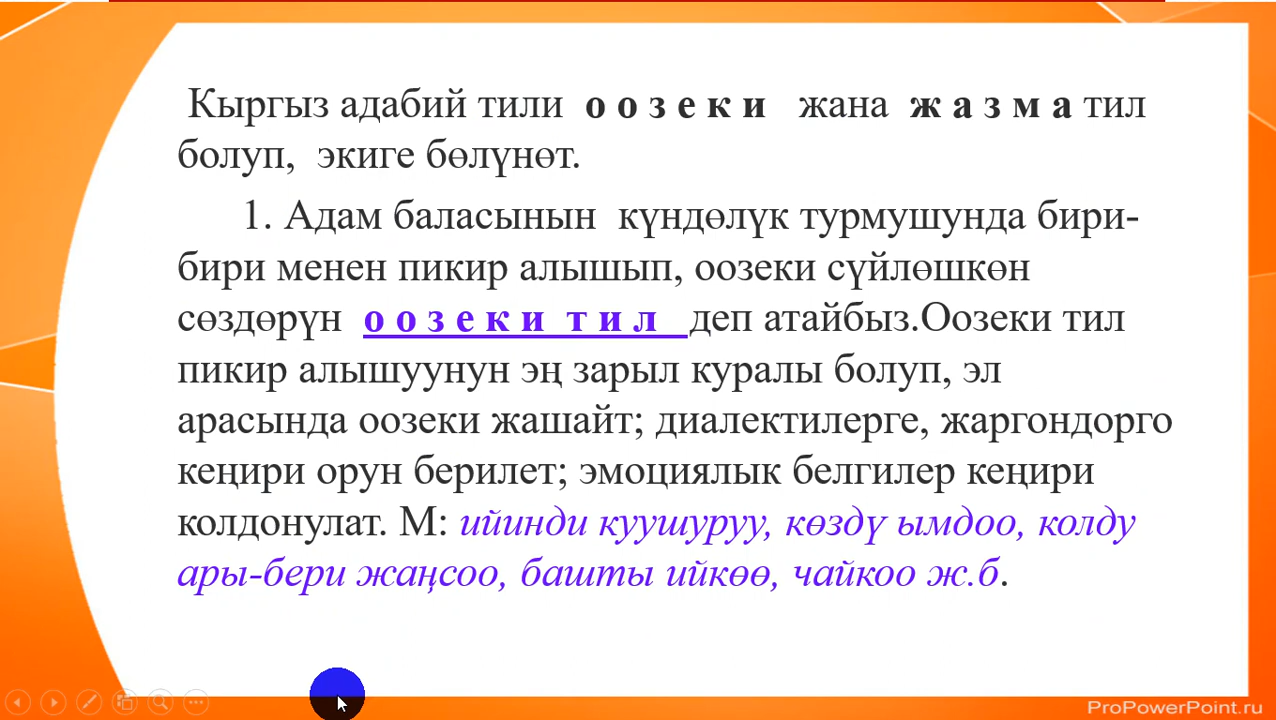 Кыргыз адабий тили о о з е к и жана ж а з м а тил
болуп, экиге бөлүнөт.
1. Адам баласынын күндөлүк турмушунда бири-
бири менен пикир алышып, оозеки сүйлөшкөн
сөздөрүн о о з е к и т и л деп атайбыз.Оозеки тил
пикир алышуунун эң зарыл куралы болуп, эл
арасында оозеки жашайт; диалектилерге, жаргондорго
кеңири орун берилет; эмоциялык белгилер кеңири
колдонулат. М: ийинди куушуруу, көздү ымдоо, колду
ары-бери жаңсоо, башты ийкөө, чайкоо ж.б.
ProPowerPoint.ru